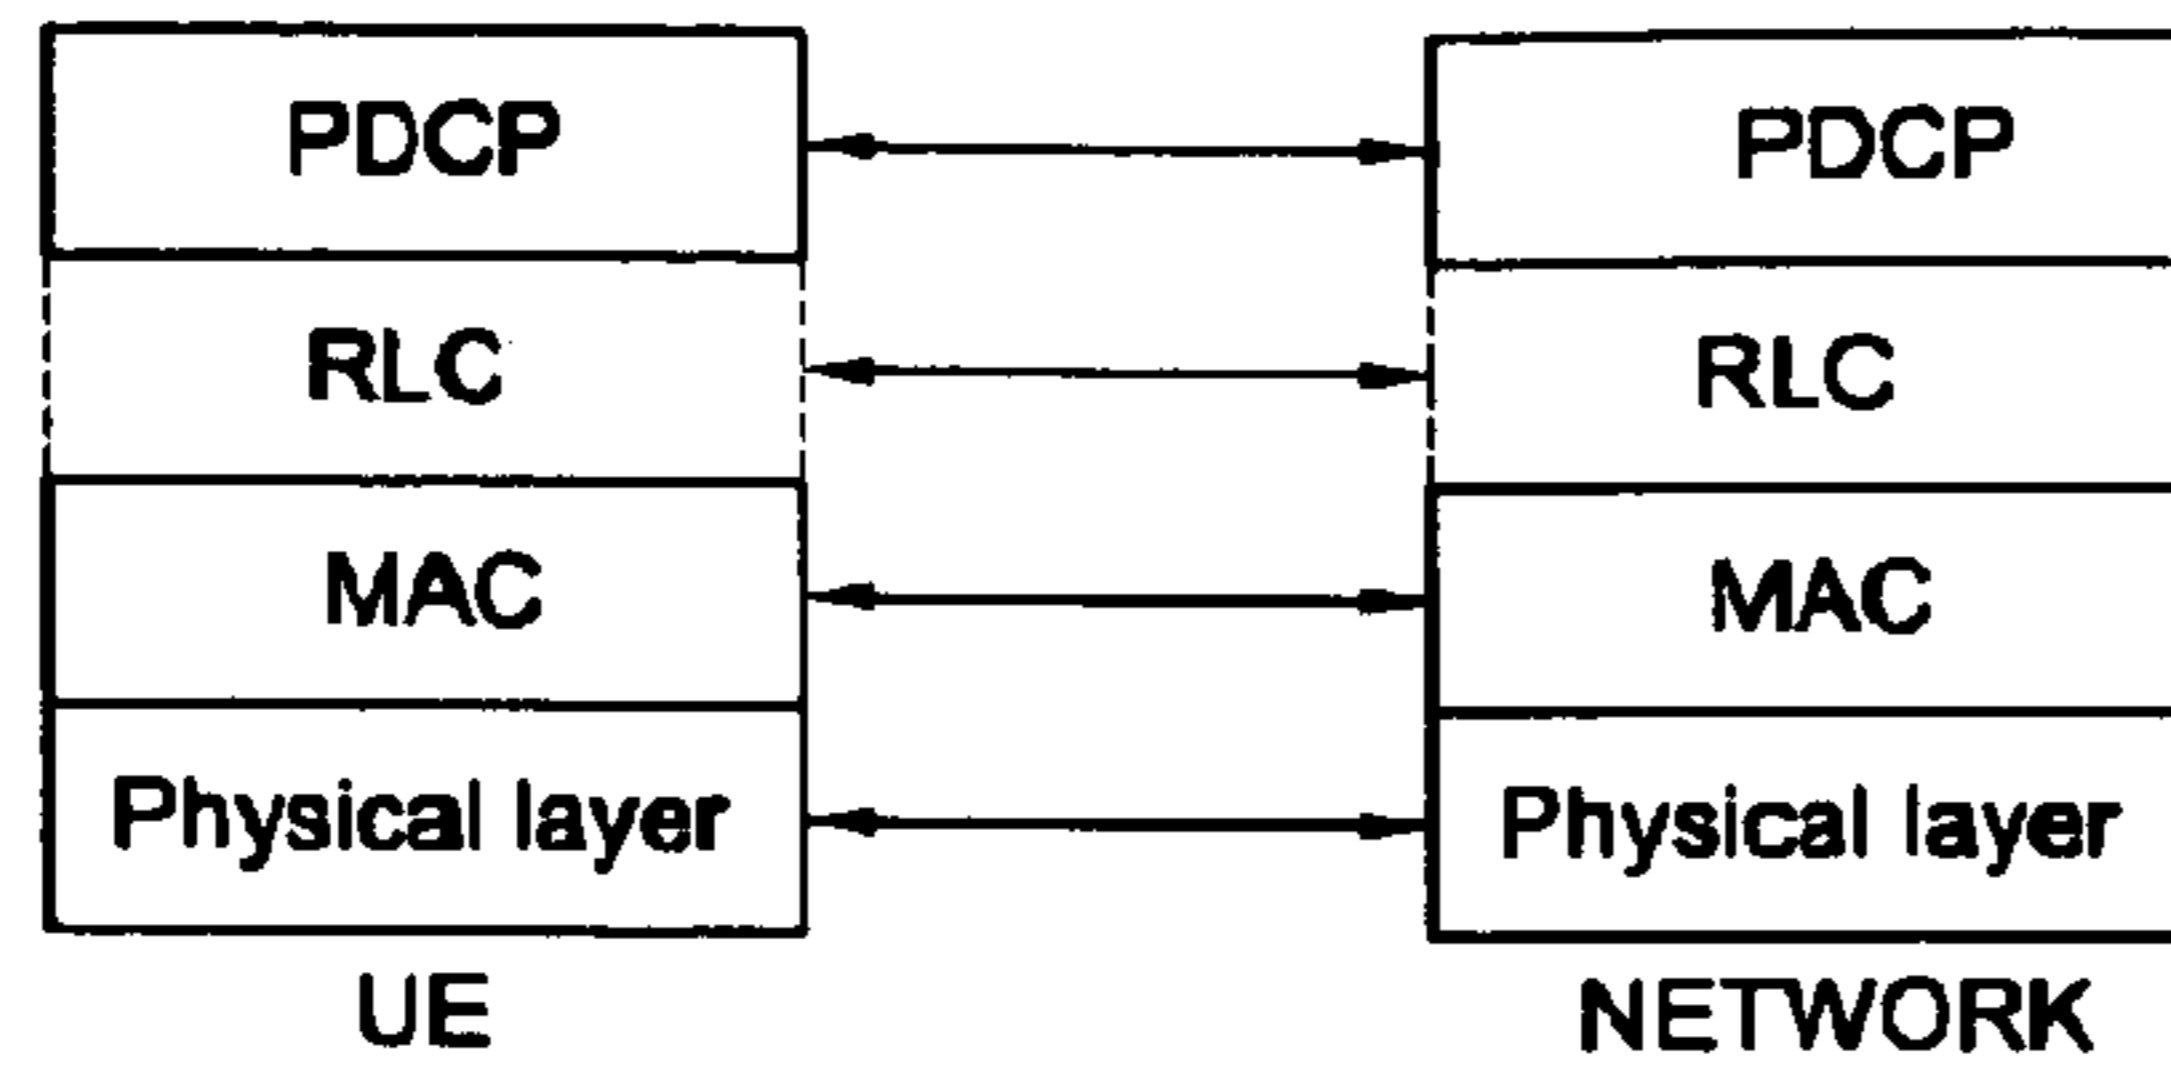 PDCP PDCP
RLC RLC
MAC MAC
Physical layer Physical layer
UE NETWORK